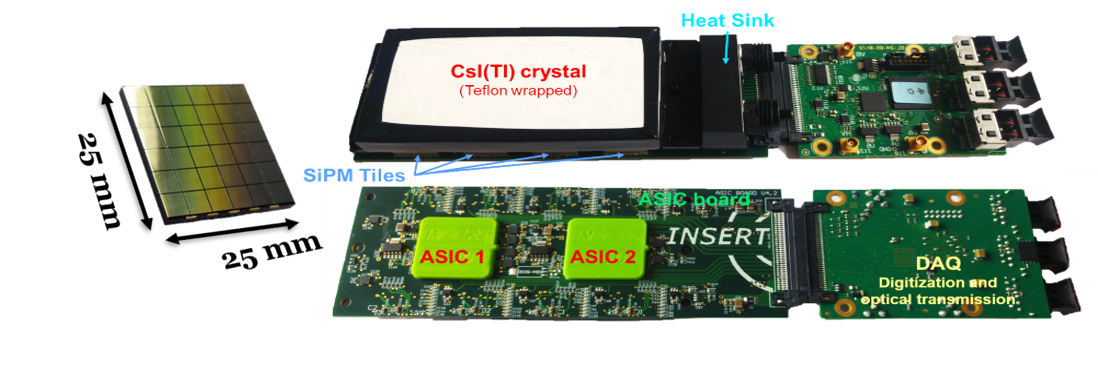 Heat Sink
CsI(Tl) crystal
(Teflon wrapped)
25 mm
25 mm
SiPM Tiles
ASIC board
ASIC BOARD V4.2
INSERT
ASIC 1
ASIC 2
DAQ
Digitization and
optical transmission.